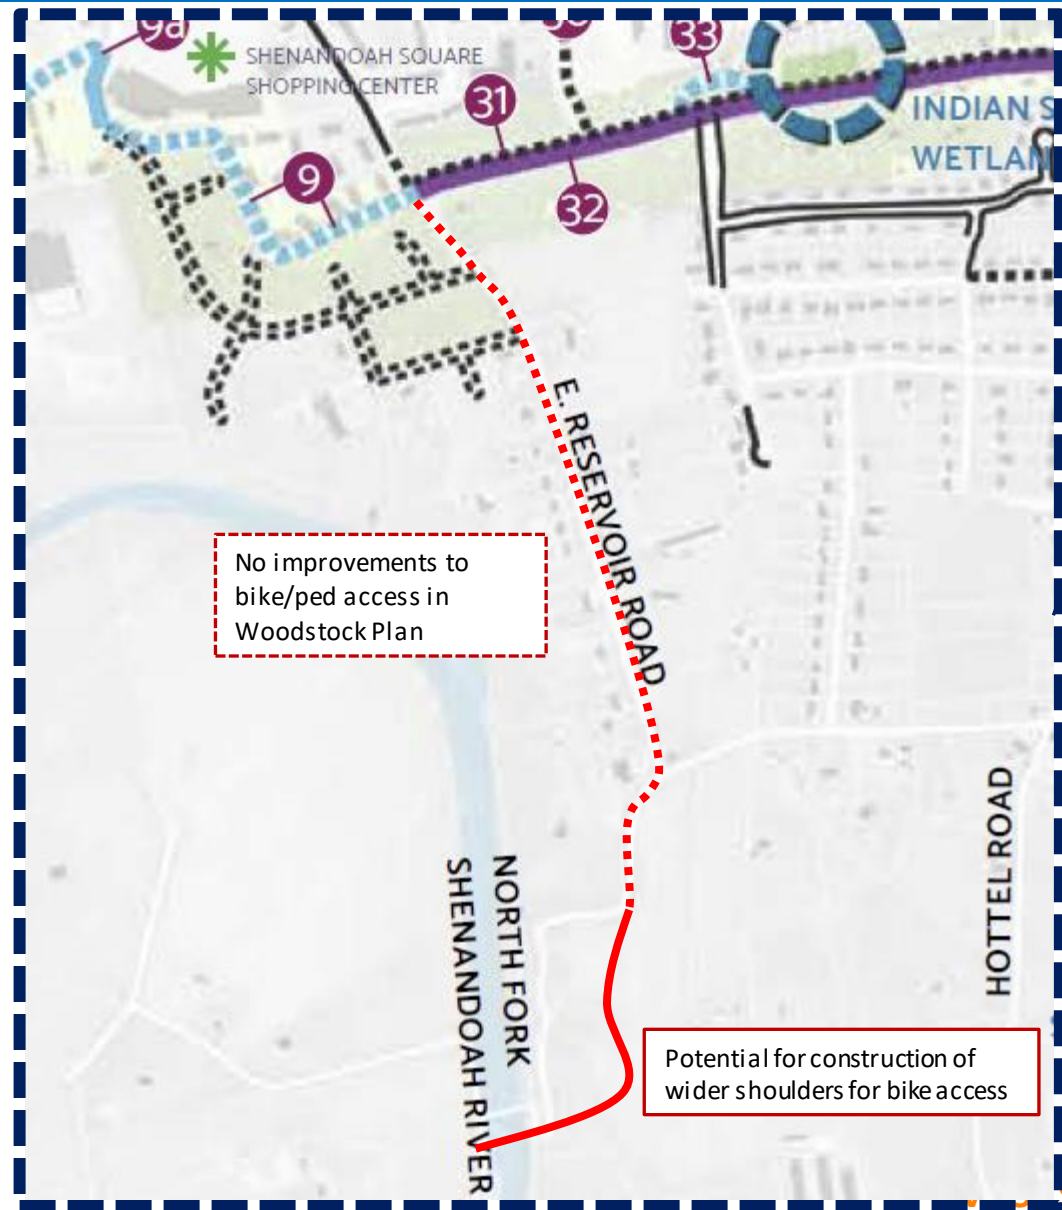 9a
33
SHENANDOAH SQUARE
SHOPPING CENTER
31
INDIAN S
WETLAN
9
32
E. RESERVOIR ROAD
No improvements to
bike/ped access in
Woodstock Plan
HOTTEL ROAD
NORTH FORK
SHENANDOAH RIVER
Potential for construction of
wider shoulders for bike access